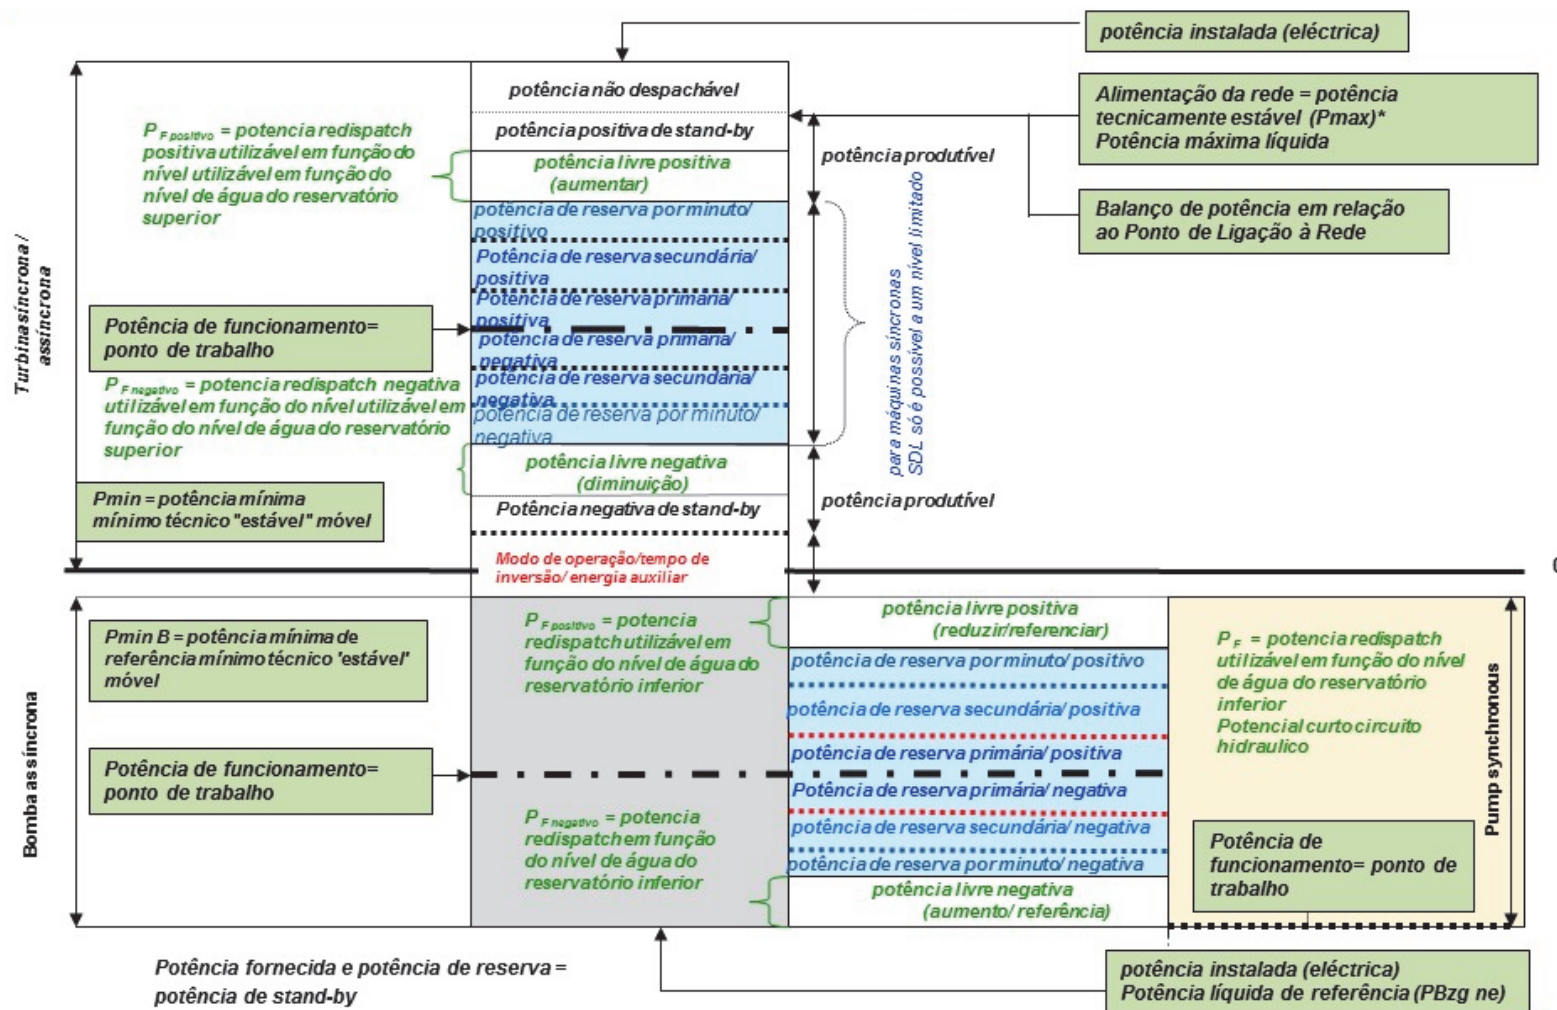 potência instalada (eléctrica)
potência não despachável
Alimentação da rede = potência
tecnicamente estável (Pmax)*
Potência máxima líquida
potência positiva de stand-by
P F positivo = potencia redispatch
positiva utilizável em função do
nível utilizável em função do
nível de água do reservatório
superior
potência livre positiva
(aumentar)
potência produtível
Balanço de potência em relação
ao Ponto de Ligação à Rede
potência de reserva por minuto/
positivo
Potência de reserva secundária/
positiva
Potência de reserva primária/
positiva
potência de reserva primária/
negativa
potência de reserva secundária/
negativa
potência de reserva por minuto/
negativa
para máquinas síncronas
SDL só é possível a um nível limitado
Turbina síncrona /
assíncrona
Potência de funcionamento=
ponto de trabalho
P F negativo = potencia redispatch negativa
utilizável em função do nível utilizável em
função do nível de água do reservatório
superior
potência livre negativa
(diminuição)
Pmin = potência mínima
mínimo técnico "estável" móvel
Potência negativa de stand-by
potência produtível
Modo de operação/tempo de
inversão/ energia auxiliar
Bomba assíncrona
Pmin B = potência mínima de
referência mínimo técnico 'estável'
móvel
Potência de funcionamento=
ponto de trabalho
P F positivo = potencia
redispatch utilizável em
função do nível de água do
reservatório inferior
P F negativo = potencia
redispatch em função
do nível de água do
reservatório inferior
potência livre positiva
(reduzir/referenciar)
potência de reserva por minuto/ positivo
potência de reserva secundária/ positiva
potência de reserva primária/ positiva
Potência de reserva primária/ negativa
potência de reserva secundária/ negativa
potência de reserva por minuto/ negativa
potência livre negativa
(aumento/ referência)
P F = potencia redispatch
utilizável em função do nível
de água do reservatório
inferior
Potencial curto circuito
hidraulico
Pump synchronous
Potência de
funcionamento= ponto de
trabalho
Potência fornecida e potência de reserva =
potência de stand-by
potência instalada (eléctrica)
Potência líquida de referência (PBzg ne)